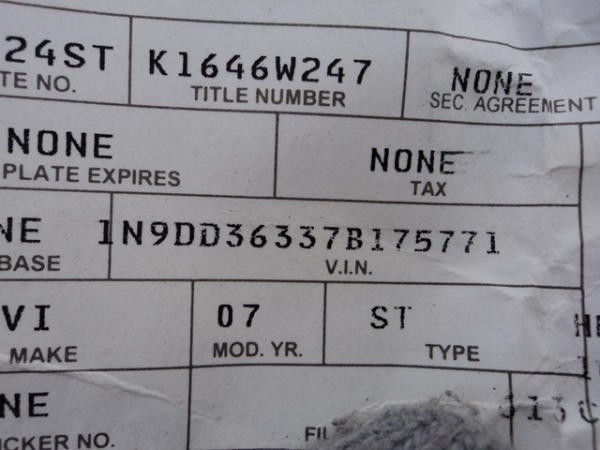 24ST K1646W247 NONE
TE NO. TITLE NUMBER SEC. AGREEMENT
NONE NONE
PLATE EXPIRES TAX
NE 1N9DD36337B175771
BASE V.I.N.
VI 07 ST
MAKE MOD. YR. TYPE
NE
ICKER NO. FIL